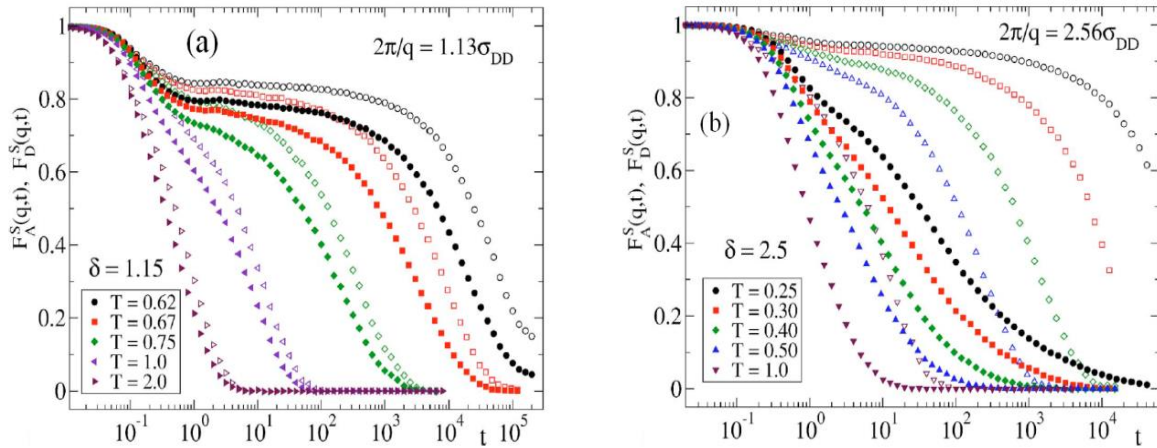 (a)
2π/q = 1.13σ_DD
1
0.8
0.6
0.4
0.2
0
F_A^S(q,t), F_D^S(q,t)
δ = 1.15
T = 0.62
T = 0.67
T = 0.75
T = 1.0
T = 2.0
10^-1 10^0 10^1 10^2 10^3 10^4 t 10^5
2π/q = 2.56σ_DD
(b)
1
0.8
0.6
0.4
0.2
0
F_A^S(q,t), F_D^S(q,t)
δ = 2.5
T = 0.25
T = 0.30
T = 0.40
T = 0.50
T = 1.0
10^-1 10^0 10^1 10^2 10^3 t 10^4